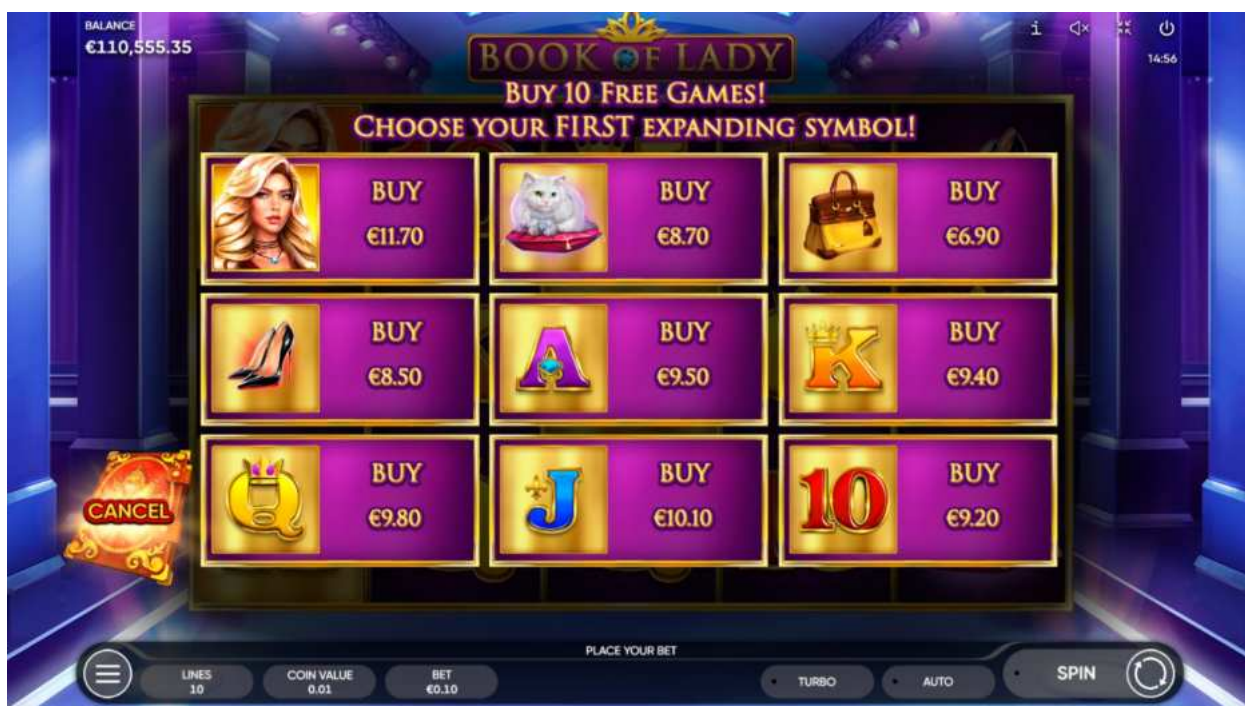 BALANCE
€110,555.35
14:56
BOOK OF LADY
BUY 10 FREE GAMES!
CHOOSE YOUR FIRST EXPANDING SYMBOL!
BUY
€11.70
BUY
€8.70
BUY
€6.90
BUY
€8.50
A
BUY
€9.50
K
BUY
€9.40
Q
BUY
€9.80
J
BUY
€10.10
10
BUY
€9.20
CANCEL
PLACE YOUR BET
LINES
10
COIN VALUE
0.01
BET
€0.10
TURBO
AUTO
SPIN